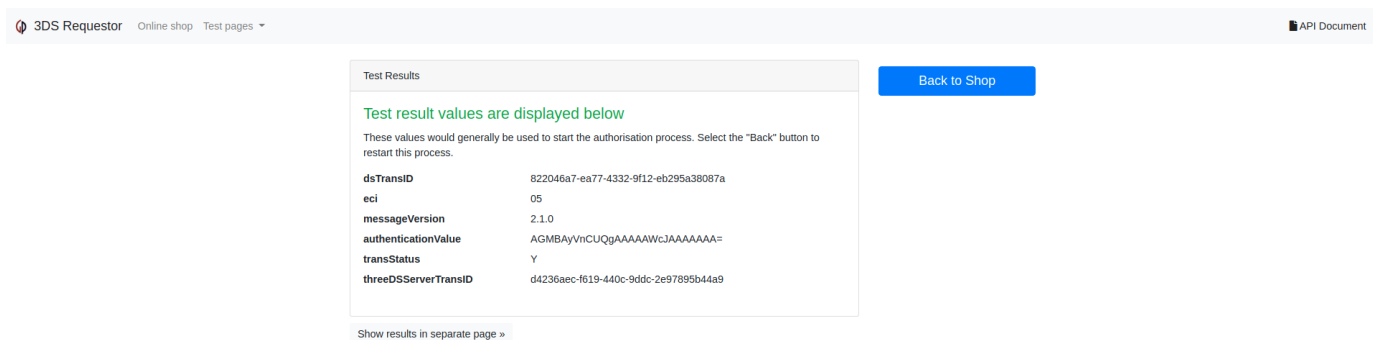 3DS Requestor Online shop Test pages
API Document
Test Results
Back to Shop
Test result values are displayed below
These values would generally be used to start the authorisation process. Select the "Back" button to
restart this process.
dsTransID 822046a7-ea77-4332-9f12-eb295a38087a
eci 05
messageVersion 2.1.0
authenticationValue AGMBAyVnCUQgAAAAAWcJAAAAAAA=
transStatus Y
threeDSServerTransID d4236aec-f619-440c-9ddc-2e97895b44a9
Show results in separate page »